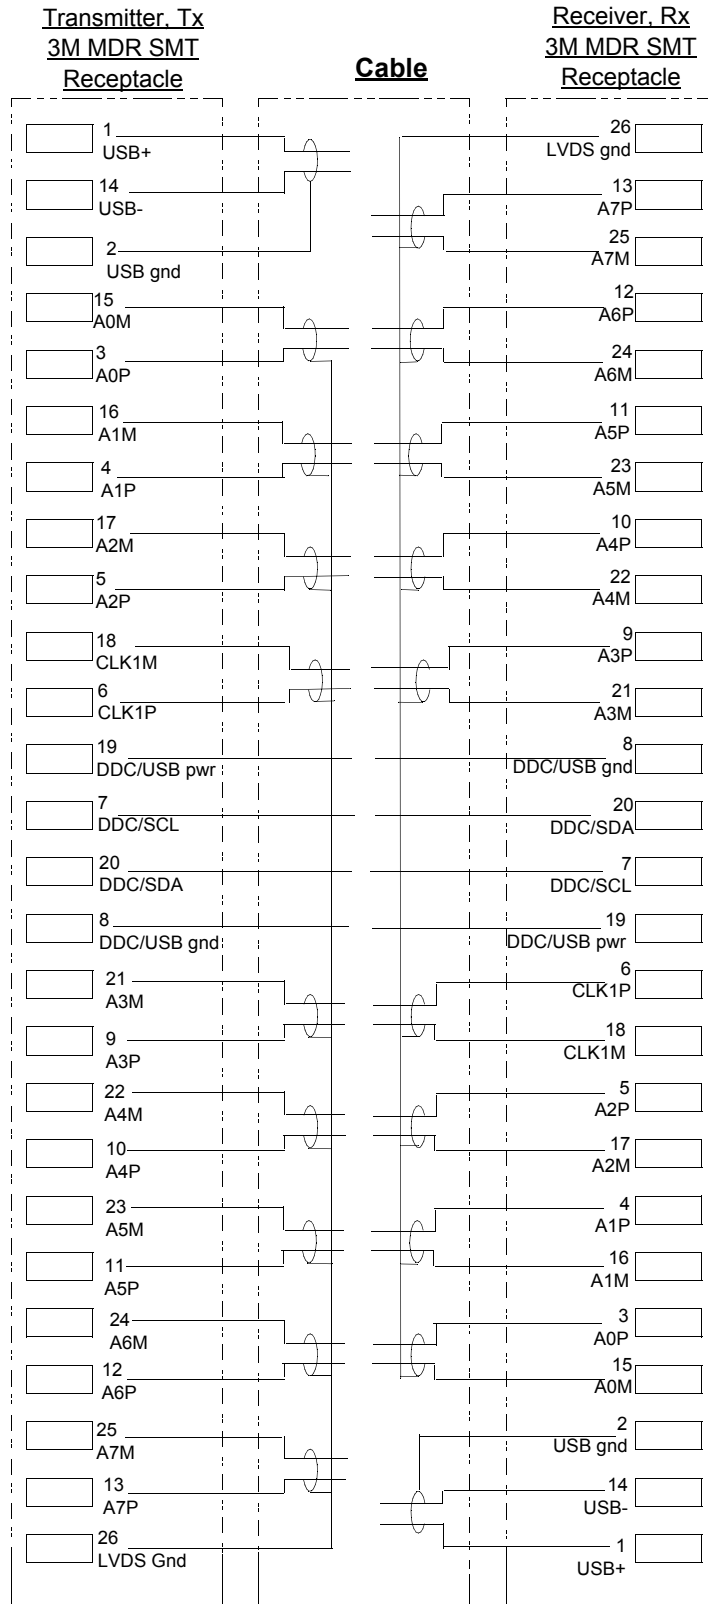 Transmitter, Tx
3M MDR SMT
Receptacle
Cable
Receiver, Rx
3M MDR SMT
Receptacle
1
USB+
14
USB-
2
USB gnd
15
A0M
3
A0P
16
A1M
4
A1P
17
A2M
5
A2P
18
CLK1M
6
CLK1P
19
DDC/USB pwr
7
DDC/SCL
20
DDC/SDA
8
DDC/USB gnd
21
A3M
9
A3P
22
A4M
10
A4P
23
A5M
11
A5P
24
A6M
12
A6P
25
A7M
13
A7P
26
LVDS Gnd
26
LVDS gnd
13
A7P
25
A7M
12
A6P
24
A6M
11
A5P
23
A5M
10
A4P
22
A4M
9
A3P
21
A3M
8
DDC/USB gnd
20
DDC/SDA
7
DDC/SCL
19
DDC/USB pwr
6
CLK1P
18
CLK1M
5
A2P
17
A2M
4
A1P
16
A1M
3
A0P
15
A0M
2
USB gnd
14
USB-
1
USB+